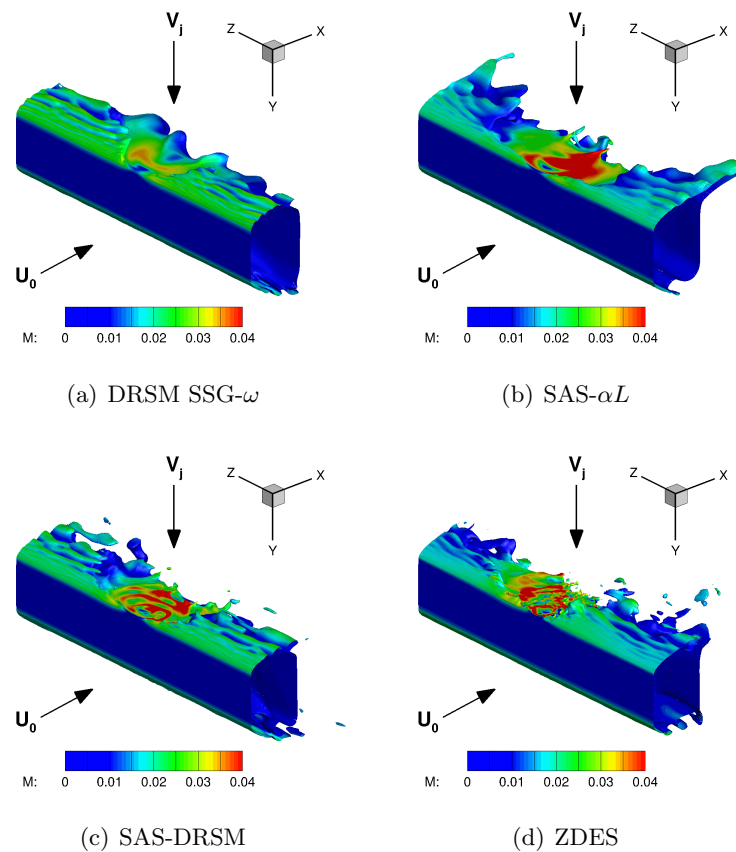 V_j
Z X
Y
U_0
M: 0 0.01 0.02 0.03 0.04
(a) DRSM SSG-ω
V_j
Z X
Y
U_0
M: 0 0.01 0.02 0.03 0.04
(b) SAS-αL
V_j
Z X
Y
U_0
M: 0 0.01 0.02 0.03 0.04
(c) SAS-DRSM
V_j
Z X
Y
U_0
M: 0 0.01 0.02 0.03 0.04
(d) ZDES